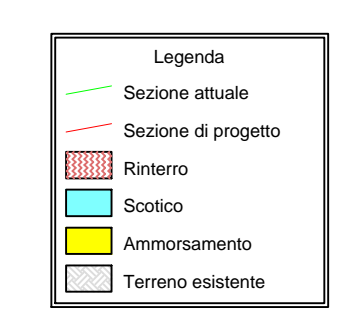 Legenda
Sezione attuale
Sezione di progetto
Rinterro
Scotico
Ammorsamento
Terreno esistente